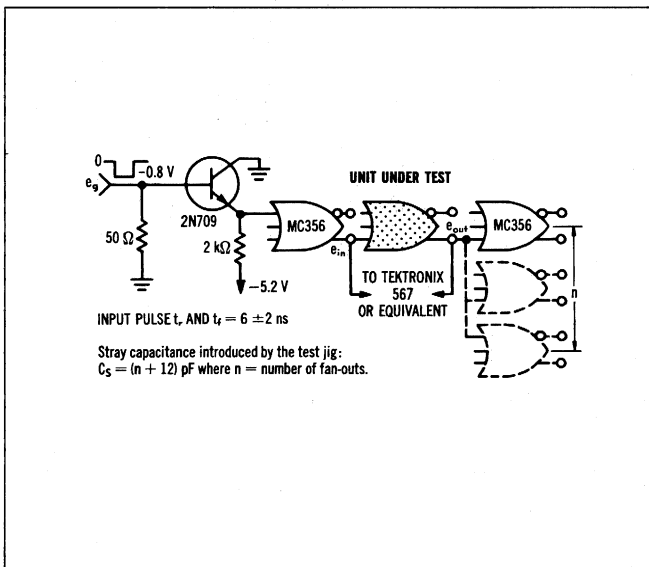 0
−0.8 V
e_g
50 Ω
2N709
2 kΩ
−5.2 V
MC356
e_in
UNIT UNDER TEST
e_out
MC356
n
TO TEKTRONIX
567
OR EQUIVALENT
INPUT PULSE t_r AND t_f = 6 ±2 ns
Stray capacitance introduced by the test jig:
C_S = (n + 12) pF where n = number of fan-outs.